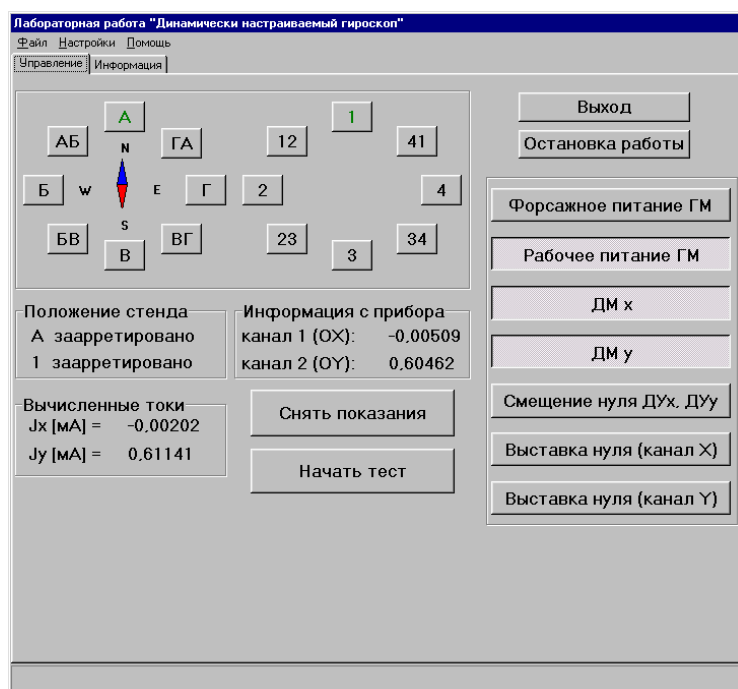 Лабораторная работа "Динамически настраиваемый гироскоп"
Файл Настройки Помощь
Управление Информация
А
АБ
ГА
N
Б
W
E
Г
S
БВ
ВГ
В
1
12
41
2
4
23
34
3
Выход
Остановка работы
Форсажное питание ГМ
Рабочее питание ГМ
ДМ x
ДМ y
Смещение нуля ДУx, ДУy
Выставка нуля (канал X)
Выставка нуля (канал Y)
Положение стенда
А заарретировано
1 заарретировано
Информация с прибора
канал 1 (OX): -0,00509
канал 2 (OY): 0,60462
Вычисленные токи
Jx [мА] = -0,00202
Jy [мА] = 0,61141
Снять показания
Начать тест